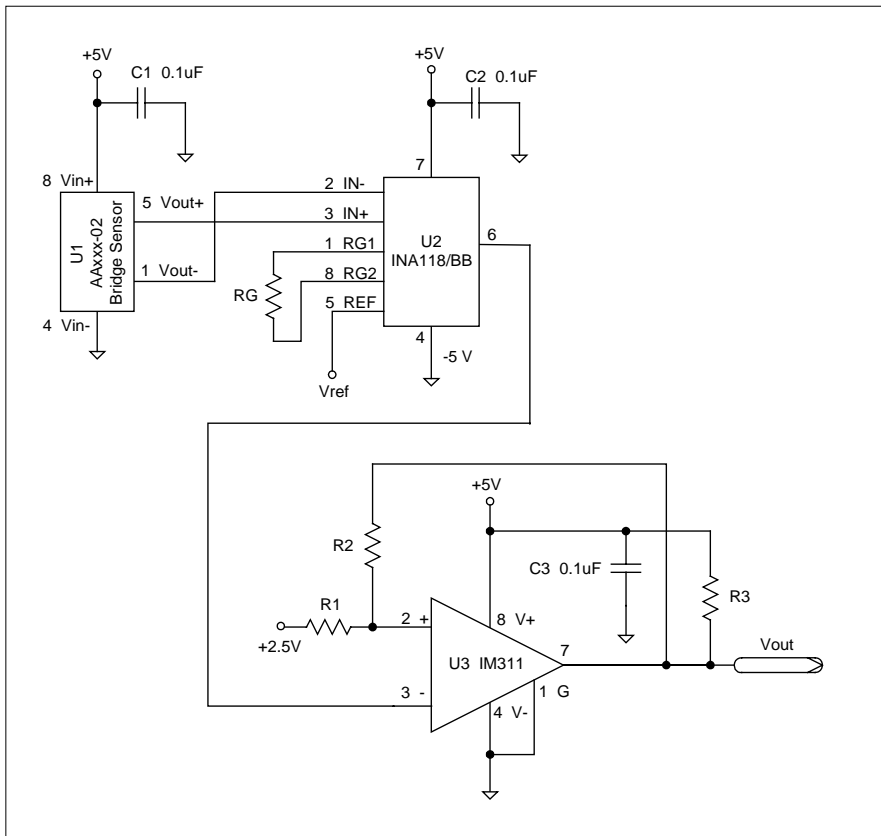 +5V
C1 0.1uF
+5V
C2 0.1uF
8 Vin+
7
2 IN-
5 Vout+
3 IN+
6
U1
AAxxx-02
Bridge Sensor
U2
INA118/BB
1 RG1
1 Vout-
8 RG2
RG
5 REF
4 Vin-
4
-5 V
Vref
+5V
R2
C3 0.1uF
R3
R1
2 +
8 V+
+2.5V
7
Vout
U3 IM311
1 G
3 -
4 V-